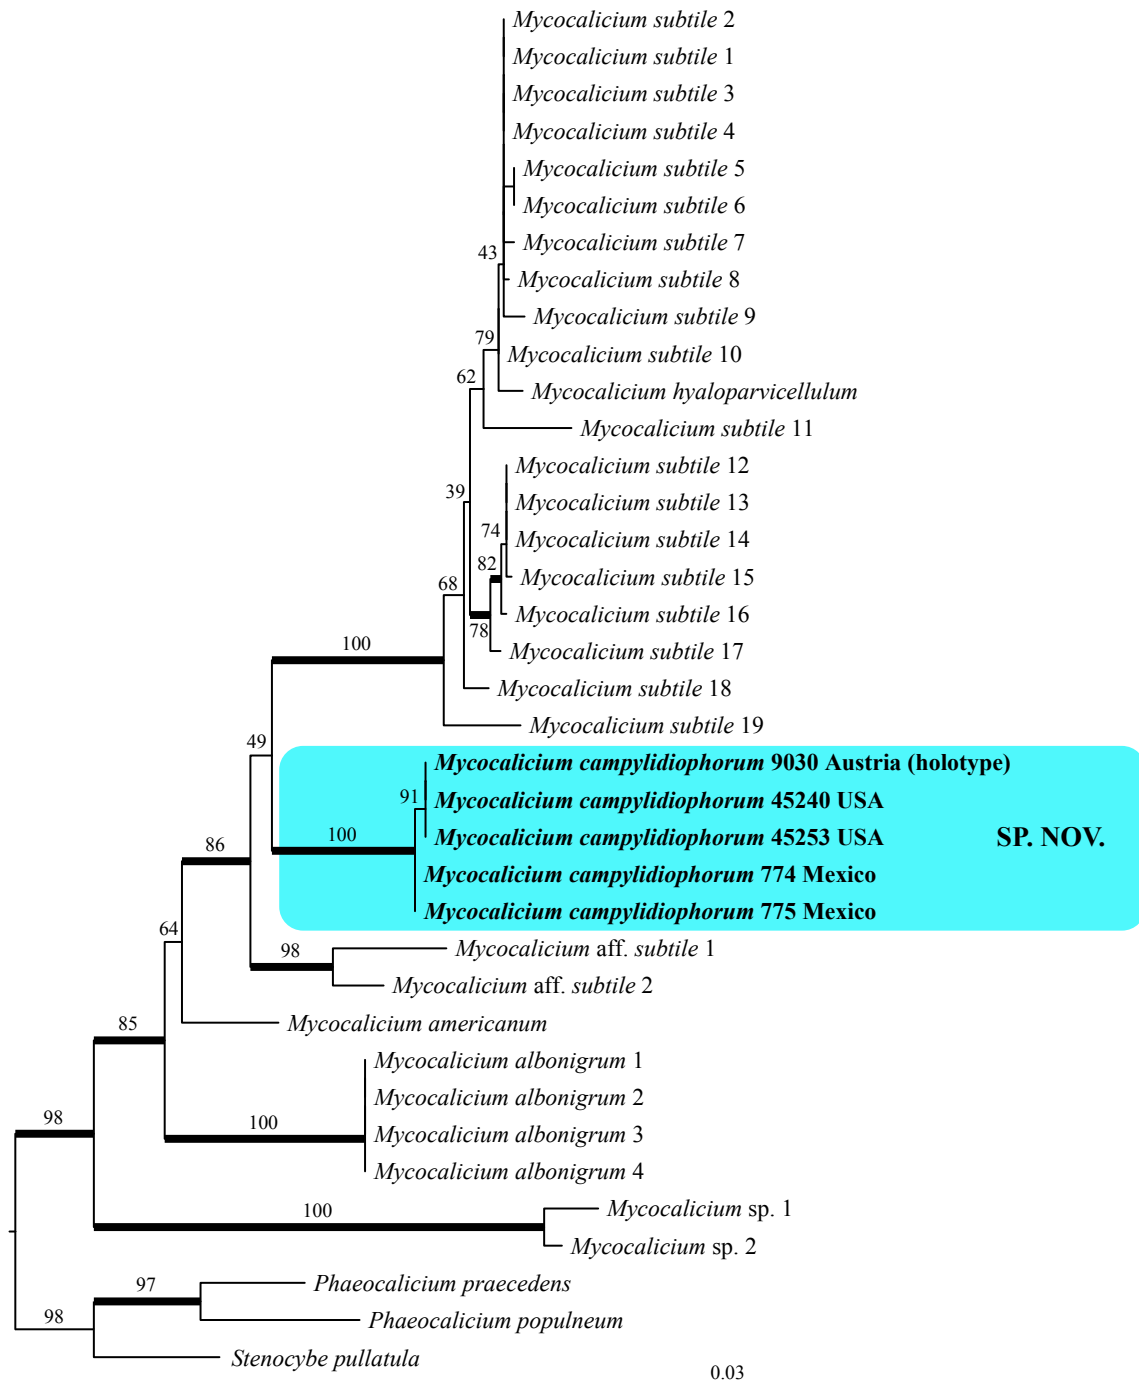 Mycocalicium subtile 2
Mycocalicium subtile 1
Mycocalicium subtile 3
Mycocalicium subtile 4
Mycocalicium subtile 5
Mycocalicium subtile 6
Mycocalicium subtile 7
43
Mycocalicium subtile 8
Mycocalicium subtile 9
79
Mycocalicium subtile 10
62
Mycocalicium hyaloparvicellulum
Mycocalicium subtile 11
Mycocalicium subtile 12
39
Mycocalicium subtile 13
74
Mycocalicium subtile 14
82
Mycocalicium subtile 15
68
Mycocalicium subtile 16
78
100
Mycocalicium subtile 17
Mycocalicium subtile 18
Mycocalicium subtile 19
49
Mycocalicium campylidiophorum 9030 Austria (holotype)
91
Mycocalicium campylidiophorum 45240 USA
100
Mycocalicium campylidiophorum 45253 USA
SP. NOV.
86
Mycocalicium campylidiophorum 774 Mexico
Mycocalicium campylidiophorum 775 Mexico
64
98
Mycocalicium aff. subtile 1
Mycocalicium aff. subtile 2
85
Mycocalicium americanum
Mycocalicium albonigrum 1
Mycocalicium albonigrum 2
98
100
Mycocalicium albonigrum 3
Mycocalicium albonigrum 4
100
Mycocalicium sp. 1
Mycocalicium sp. 2
97
Phaeocalicium praecedens
98
Phaeocalicium populneum
Stenocybe pullatula
0.03